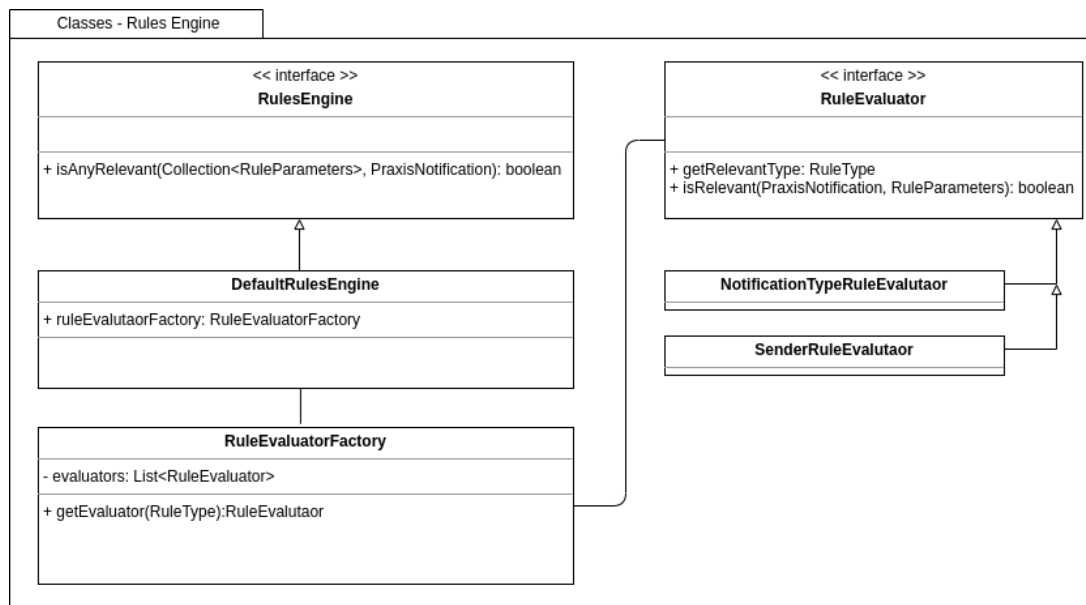 Classes - Rules Engine
<< interface >>
RulesEngine
+ isAnyRelevant(Collection<RuleParameters>, PraxisNotification): boolean
DefaultRulesEngine
+ ruleEvalutaorFactory: RuleEvaluatorFactory
RuleEvaluatorFactory
- evaluators: List<RuleEvaluator>
+ getEvaluator(RuleType):RuleEvalutaor
<< interface >>
RuleEvaluator
+ getRelevantType: RuleType
+ isRelevant(PraxisNotification, RuleParameters): boolean
NotificationTypeRuleEvalutaor
SenderRuleEvalutaor